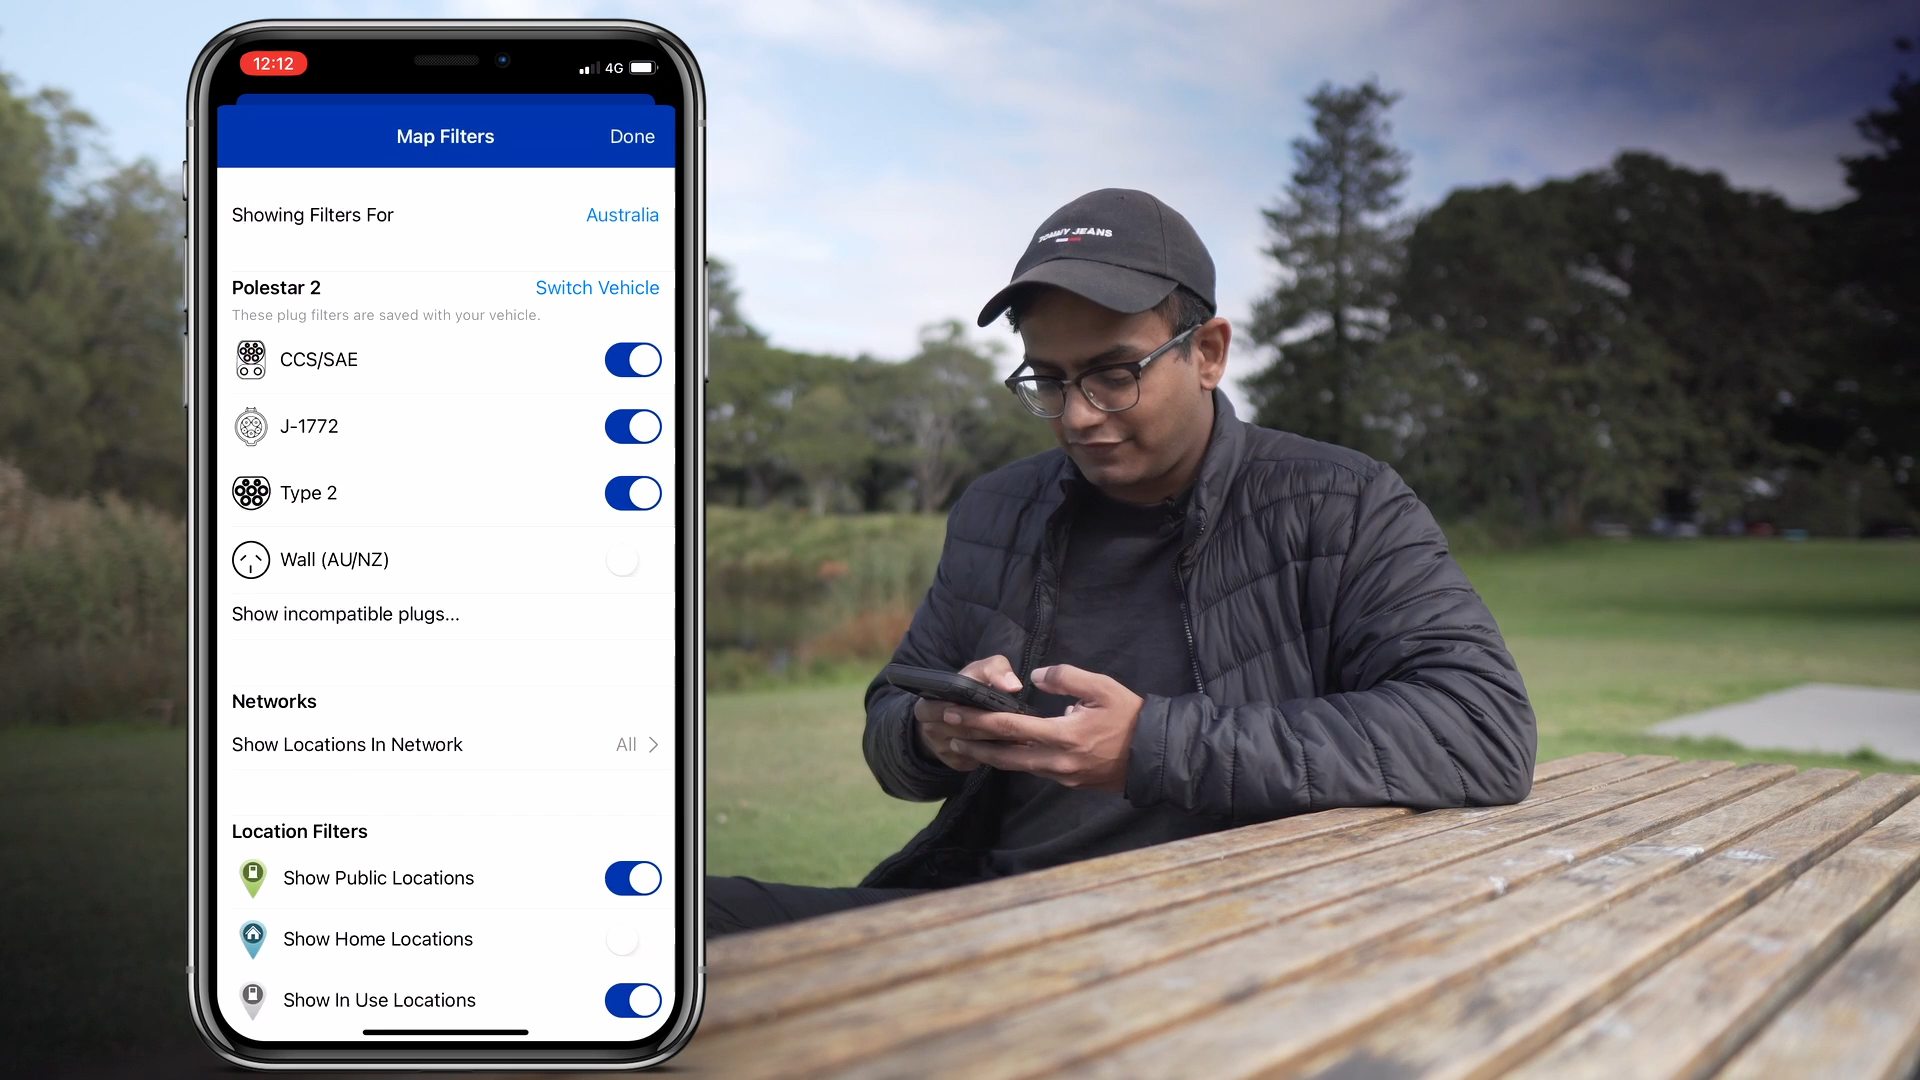 12:12
4G
Map Filters
Done
Showing Filters For
Australia
Polestar 2
Switch Vehicle
These plug filters are saved with your vehicle.
CCS/SAE
J-1772
Type 2
Wall (AU/NZ)
Show incompatible plugs...
Networks
Show Locations In Network
All
Location Filters
Show Public Locations
Show Home Locations
Show In Use Locations
TOMMY JEANS